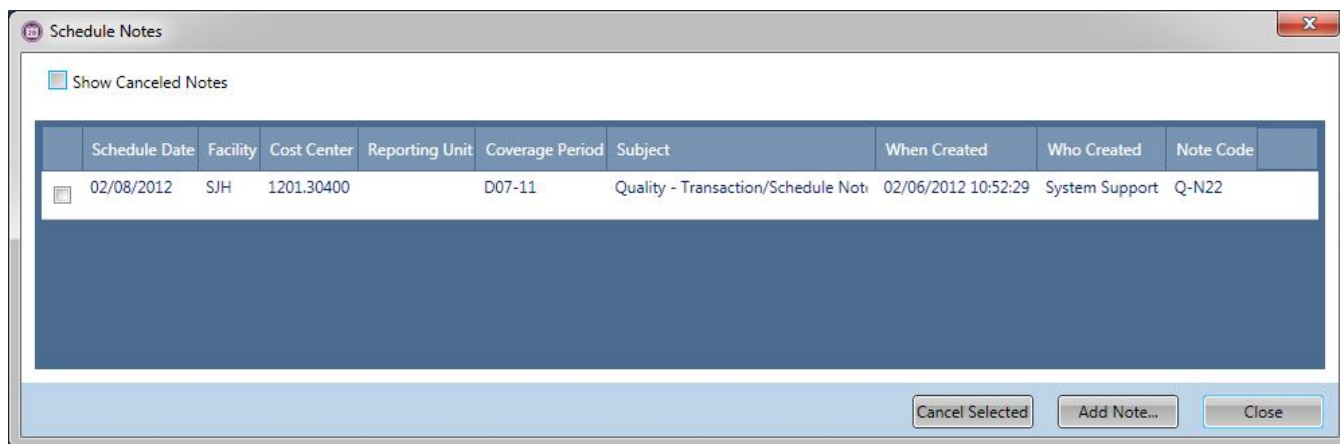 Schedule Notes
Show Canceled Notes
Schedule Date Facility Cost Center Reporting Unit Coverage Period Subject When Created Who Created Note Code
02/08/2012 SJH 1201.30400 D07-11 Quality - Transaction/Schedule Not 02/06/2012 10:52:29 System Support Q-N22
Cancel Selected Add Note... Close